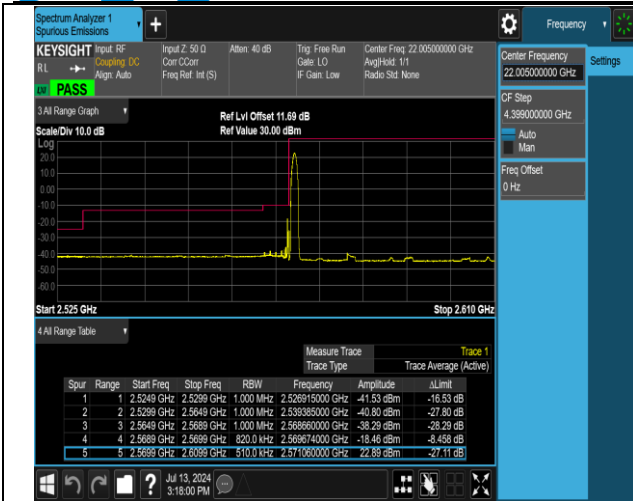 Spectrum Analyzer 1
Spurious Emissions
Frequency
KEYSIGHT Input: RF Input Z: 50 Ω Atten: 40 dB Trig: Free Run Center Freq: 22.005000000 GHz
RL Coupling: DC Corr CCorr Gate: LO Avg|Hold: 1/1
Align: Auto Freq Ref: Int (S) IF Gain: Low Radio Std: None
PASS
Center Frequency
22.005000000 GHz
Settings
CF Step
4.399000000 GHz
Auto
Man
Freq Offset
0 Hz
3 All Range Graph
Ref Lvl Offset 11.69 dB
Scale/Div 10.0 dB Ref Value 30.00 dBm
Log
20.0
10.0
0.00
-10.0
-20.0
-30.0
-40.0
-50.0
-60.0
Start 2.525 GHz Stop 2.610 GHz
4 All Range Table
Measure Trace Trace 1
Trace Type Trace Average (Active)
Spur Range Start Freq Stop Freq RBW Frequency Amplitude ΔLimit
1 1 2.5249 GHz 2.5299 GHz 1.000 MHz 2.526915000 GHz -41.53 dBm -16.53 dB
2 2 2.5299 GHz 2.5649 GHz 1.000 MHz 2.539385000 GHz -40.80 dBm -27.80 dB
3 3 2.5649 GHz 2.5689 GHz 1.000 MHz 2.568660000 GHz -38.29 dBm -28.29 dB
4 4 2.5689 GHz 2.5699 GHz 820.0 kHz 2.569674000 GHz -18.46 dBm -8.458 dB
5 5 2.5699 GHz 2.6099 GHz 510.0 kHz 2.571060000 GHz 22.89 dBm -27.11 dB
Jul 13, 2024
3:18:00 PM